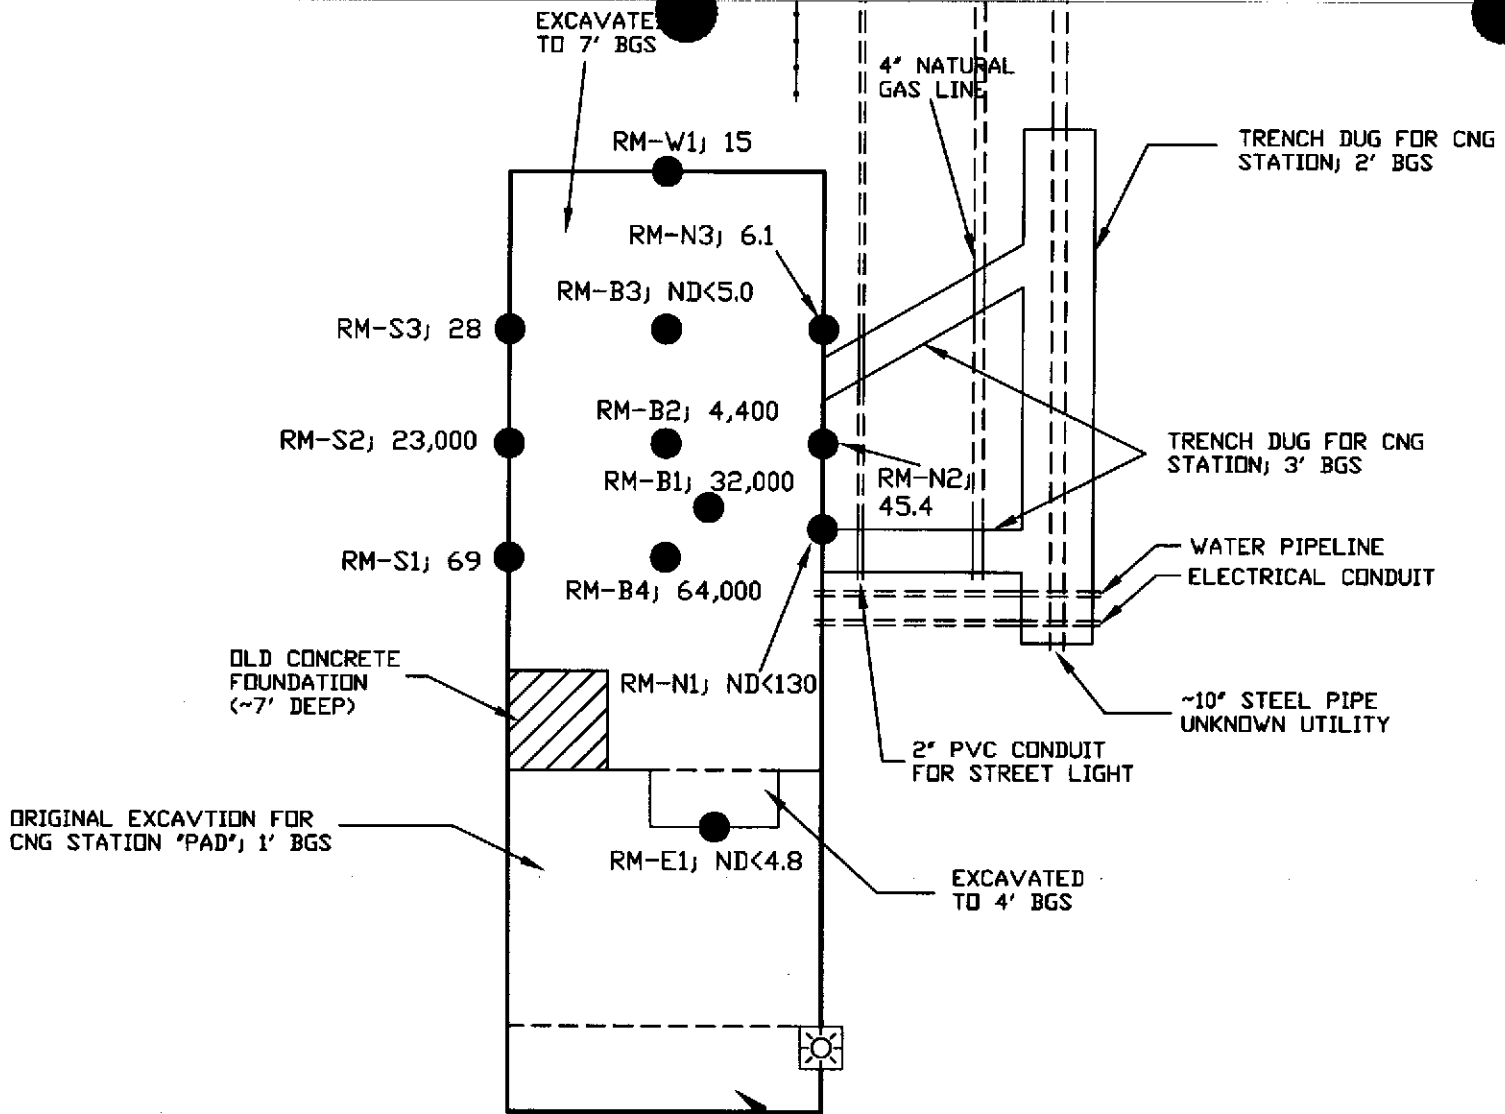 EXCAVATE
TO 7' BGS
4" NATURAL
GAS LINE
TRENCH DUG FOR CNG
STATION; 2' BGS
RM-W1; 15
RM-N3; 6.1
RM-B3; ND<5.0
RM-S3; 28
RM-B2; 4,400
RM-S2; 23,000
TRENCH DUG FOR CNG
STATION; 3' BGS
RM-B1; 32,000
RM-N2;
45.4
RM-S1; 69
WATER PIPELINE
ELECTRICAL CONDUIT
RM-B4; 64,000
OLD CONCRETE
FOUNDATION
(~7' DEEP)
RM-N1; ND<130
~10" STEEL PIPE
UNKNOWN UTILITY
2" PVC CONDUIT
FOR STREET LIGHT
ORIGINAL EXCAVTION FOR
CNG STATION "PAD"; 1' BGS
RM-E1; ND<4.8
EXCAVATED
TO 4' BGS